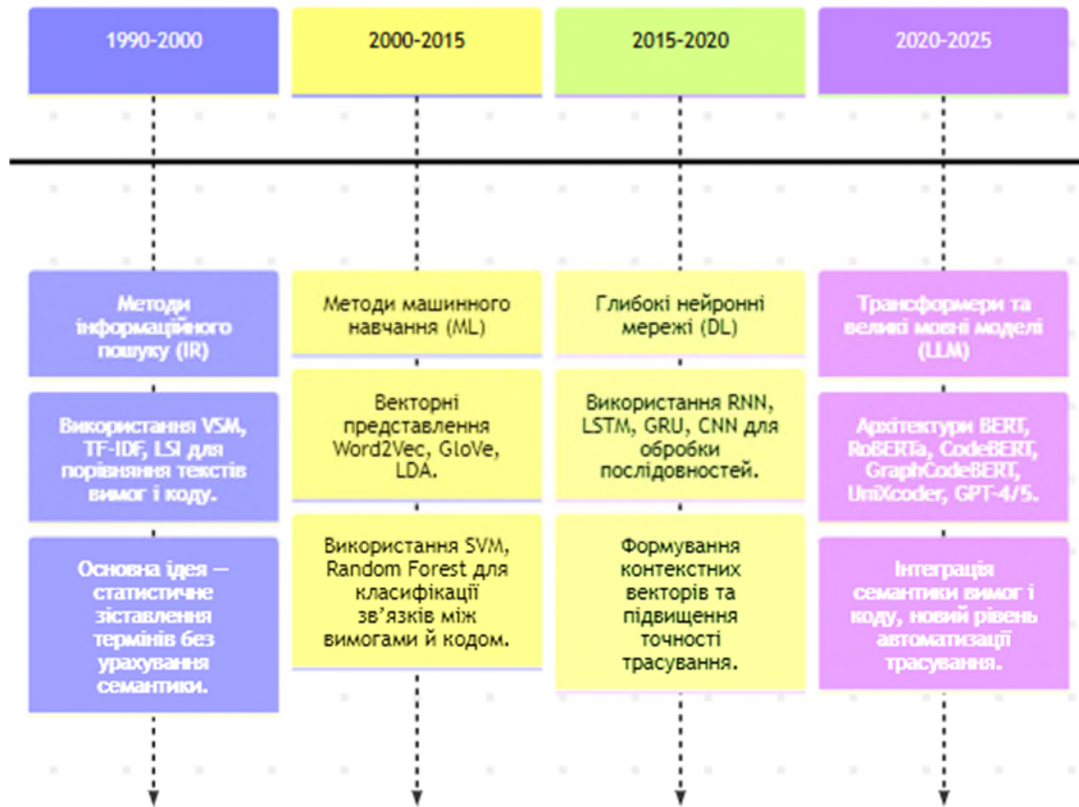 1990-2000
2000-2015
2015-2020
2020-2025
Методи
інформаційного
пошуку (IR)
Використання VSM,
TF-IDF, LSI для
порівняння текстів
вимог і коду.
Основна ідея —
статистичне
зіставлення
термінів без
урахування
семантики.
Методи машинного
навчання (ML)
Векторні
представлення
Word2Vec, GloVe,
LDA.
Використання SVM,
Random Forest для
класифікації
зв’язків між
вимогами й кодом.
Глибокі нейронні
мережі (DL)
Використання RNN,
LSTM, GRU, CNN для
обробки
послідовностей.
Формування
контекстних
векторів та
підвищення
точності
трасування.
Трансформери та
великі мовні моделі
(LLM)
Архітектури BERT,
RoBERTa, CodeBERT,
GraphCodeBERT,
UniXcoder, GPT-4/5.
Інтеграція
семантики вимог і
коду, новий рівень
автоматизації
трасування.